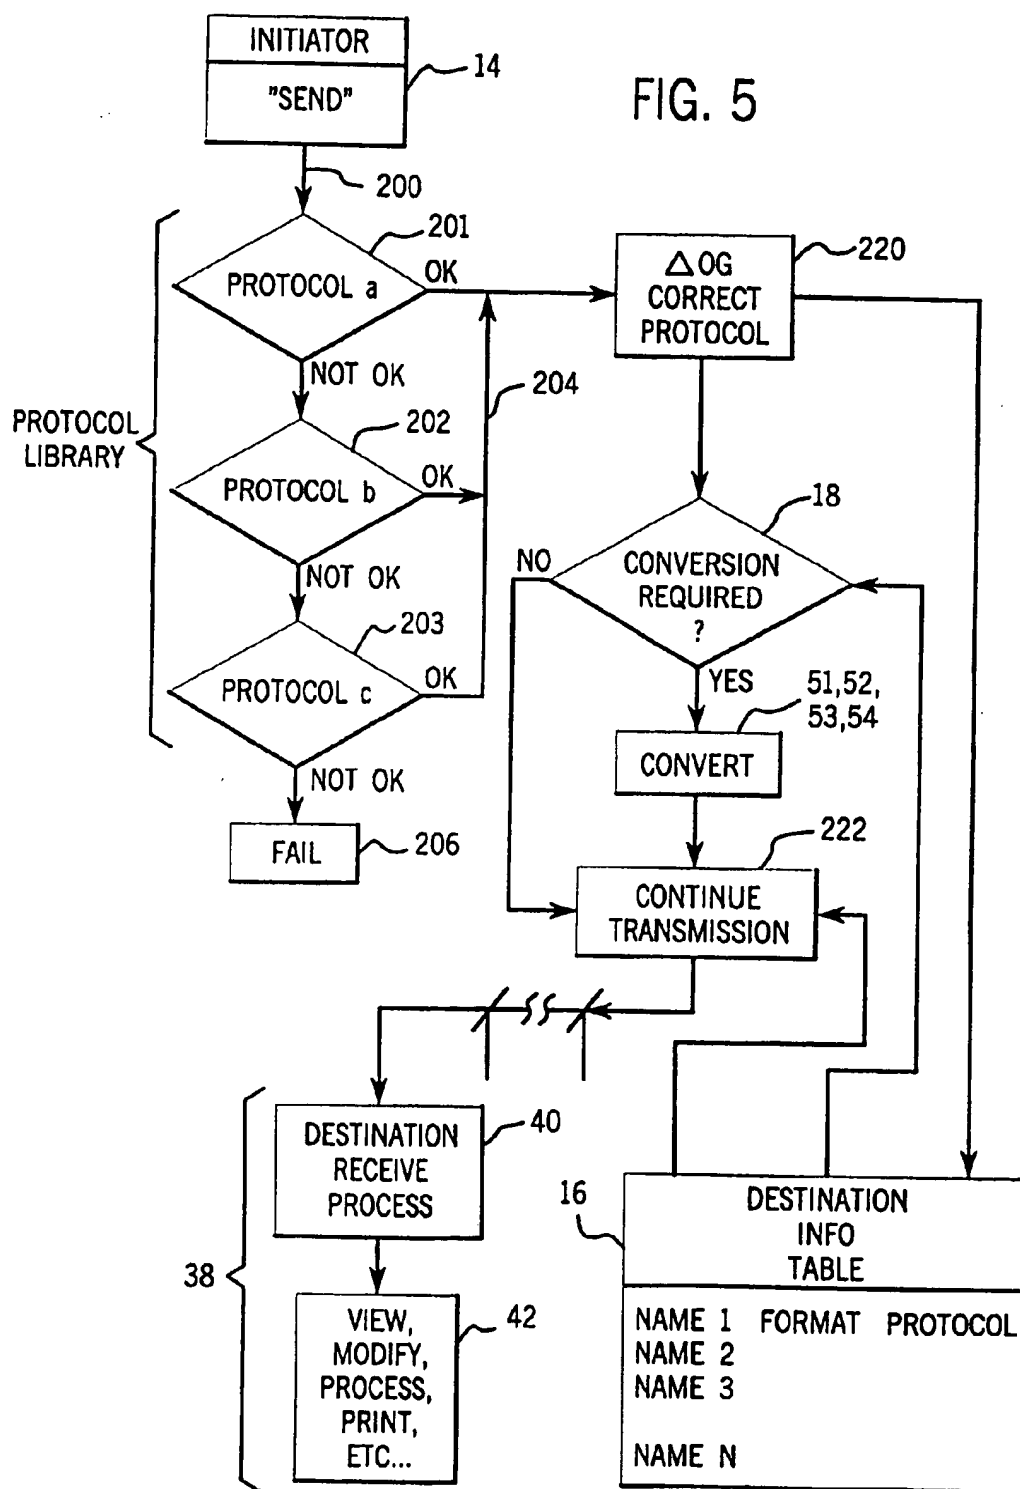 FIG. 5
INITIATOR
"SEND"
14
200
PROTOCOL
LIBRARY
201
PROTOCOL a
OK
NOT OK
202
PROTOCOL b
OK
NOT OK
203
PROTOCOL c
OK
NOT OK
FAIL
206
204
△OG
CORRECT
PROTOCOL
220
18
CONVERSION
REQUIRED
?
NO
YES
51,52,
53,54
CONVERT
222
CONTINUE
TRANSMISSION
38
DESTINATION
RECEIVE
PROCESS
40
VIEW,
MODIFY,
PROCESS,
PRINT,
ETC...
42
16
DESTINATION
INFO
TABLE
NAME 1 FORMAT PROTOCOL
NAME 2
NAME 3
NAME N